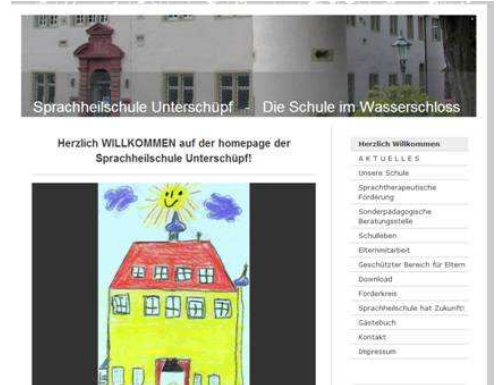 Sprachheilschule Unterschüpf - Die Schule im Wasserschloss
Herzlich WILLKOMMEN auf der homepage der
Sprachheilschule Unterschüpf!
Herzlich Willkommen
A K T U E L L E S
Unsere Schule
Sprachtherapeutische
Förderung
Sonderpädagogische
Beratungsstelle
Schulleben
Elternmitarbeit
Geschützter Bereich für Eltern
Download
Förderkreis
Sprachheilschule hat Zukunft!
Gästebuch
Kontakt
Impressum